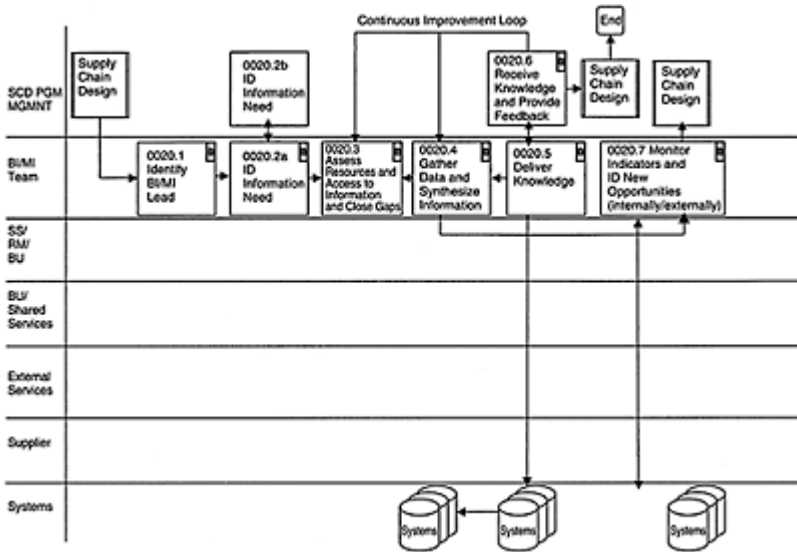 Continuous Improvement Loop
End
SCD PGM
MGMNT
Supply
Chain
Design
0020.2b
ID
Information
Need
0020.6
Receive
Knowledge
and Provide
Feedback
Supply
Chain
Design
Supply
Chain
Design
BI/MI
Team
0020.1
Identify
BI/MI
Lead
0020.2a
ID
Information
Need
0020.3
Assess
Resources and
Access to
Information
and Close Gaps
0020.4
Gather
Data and
Synthesize
Information
0020.5
Deliver
Knowledge
0020.7 Monitor
Indicators and
ID New
Opportunities
(internally/externally)
SS/
RM/
BU
BU/
Shared
Services
External
Services
Supplier
Systems
Systems
Systems
Systems